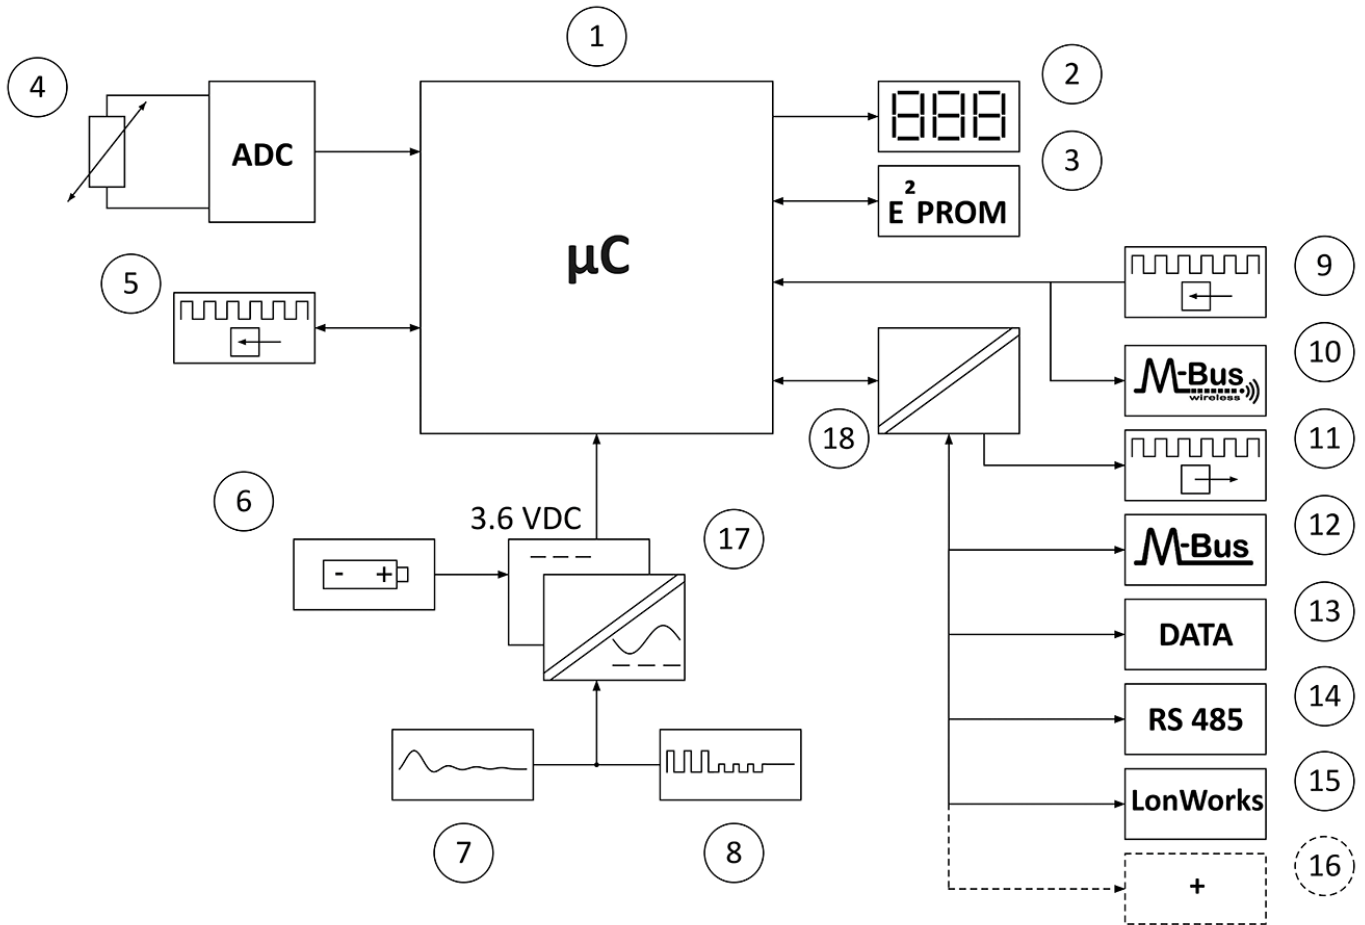 1
2
4
ADC
3
E²PROM
µC
5
9
10
M-Bus
wireless
18
11
6
3.6 VDC
17
12
- +
M-Bus
13
DATA
14
RS 485
15
LonWorks
7
8
16
+